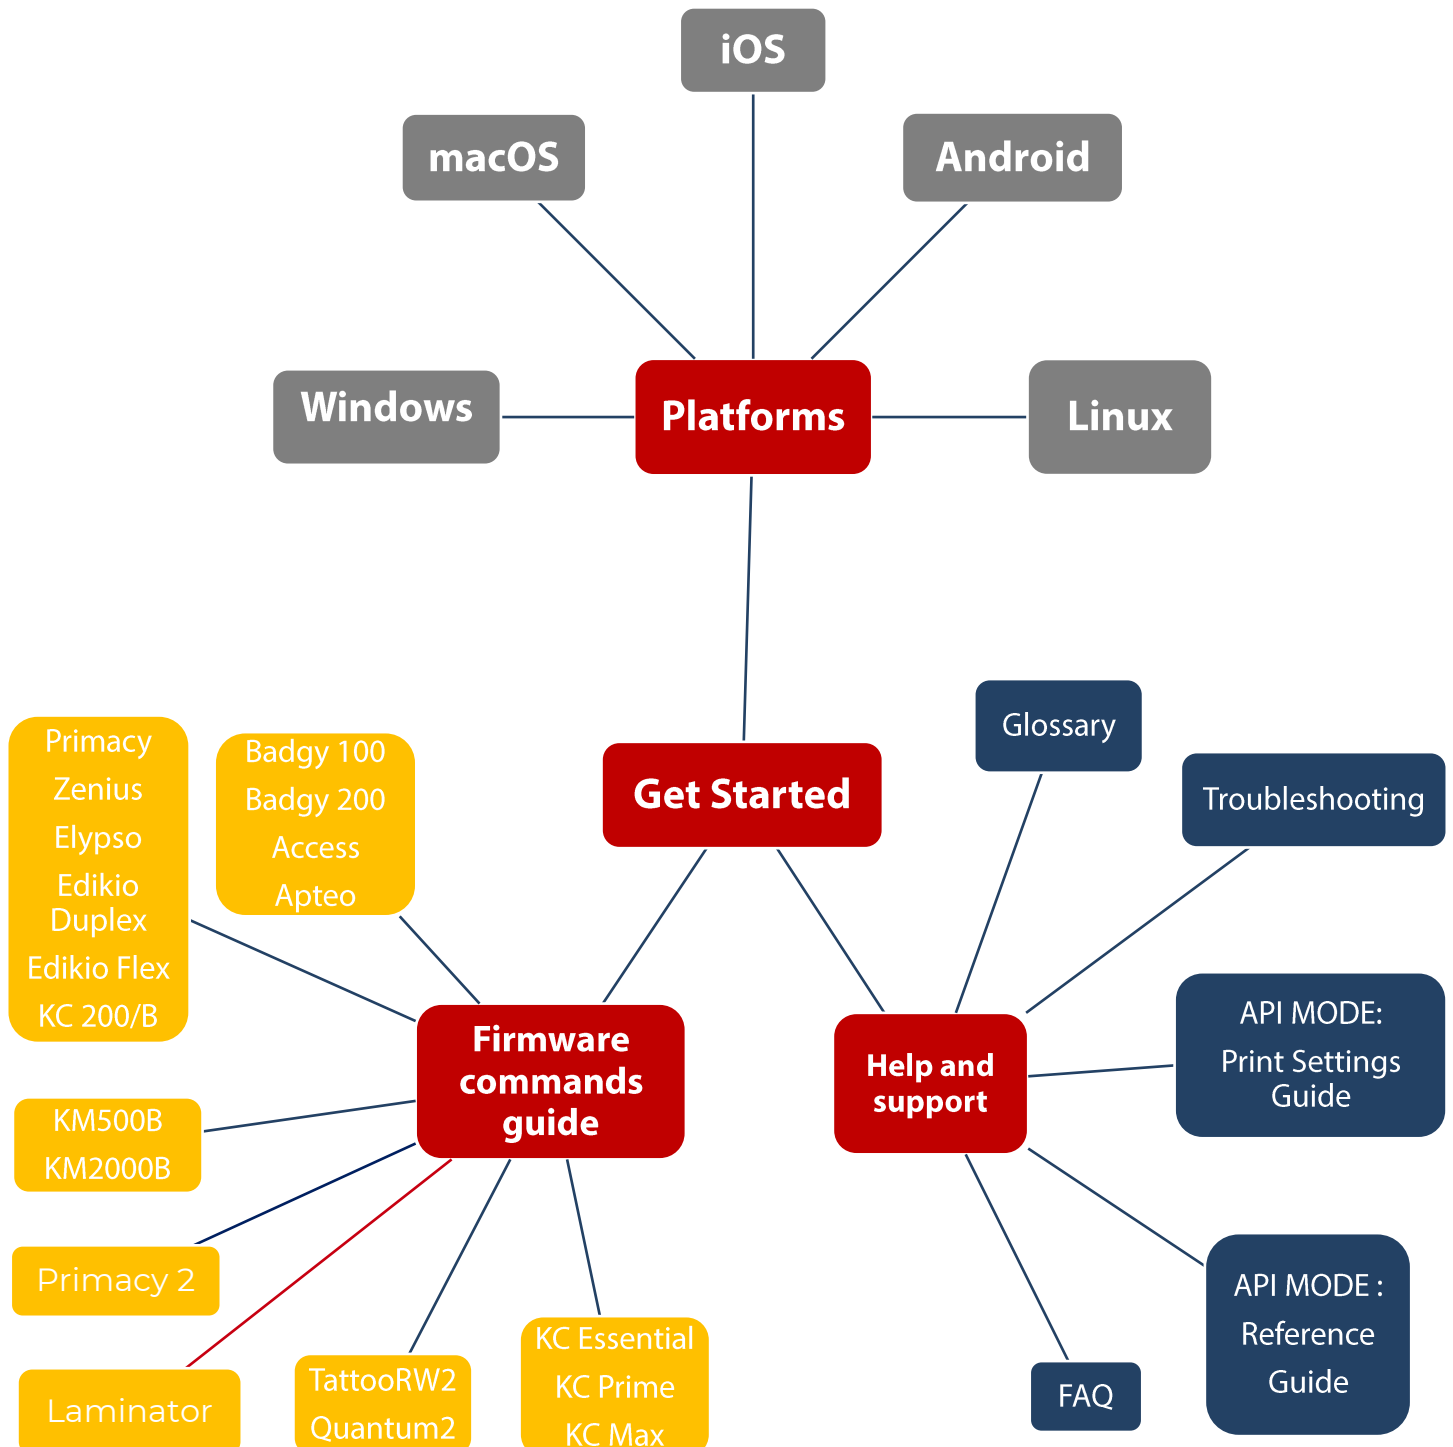 iOS
macOS
Android
Windows
Platforms
Linux
Get Started
Glossary
Troubleshooting
Primacy
Zenius
Elypso
Edikio
Duplex
Edikio Flex
KC 200/B
Badgy 100
Badgy 200
Access
Apteo
Firmware
commands
guide
Help and
support
API MODE:
Print Settings
Guide
KM500B
KM2000B
Primacy 2
Laminator
TattooRW2
Quantum2
KC Essential
KC Prime
KC Max
FAQ
API MODE :
Reference
Guide